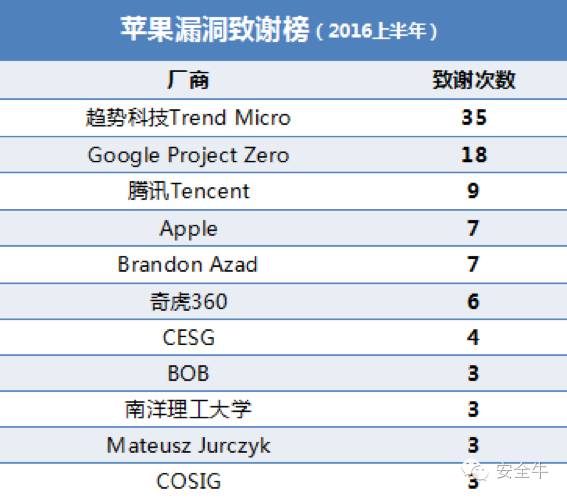 苹果漏洞致谢榜（2016上半年）
厂商 致谢次数
趋势科技Trend Micro 35
Google Project Zero 18
腾讯Tencent 9
Apple 7
Brandon Azad 7
奇虎360 6
CESG 4
BOB 3
南洋理工大学 3
Mateusz Jurczyk 3
COSIG 3
安全牛